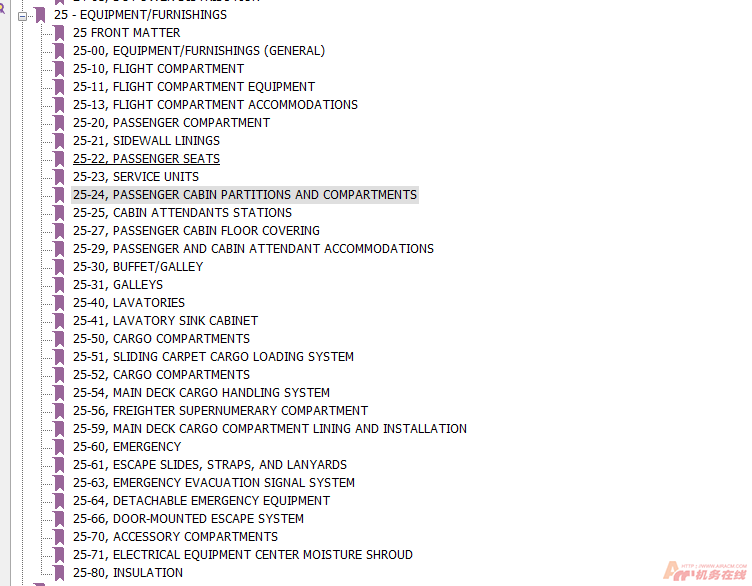 25 - EQUIPMENT/FURNISHINGS
25 FRONT MATTER
25-00, EQUIPMENT/FURNISHINGS (GENERAL)
25-10, FLIGHT COMPARTMENT
25-11, FLIGHT COMPARTMENT EQUIPMENT
25-13, FLIGHT COMPARTMENT ACCOMMODATIONS
25-20, PASSENGER COMPARTMENT
25-21, SIDEWALL LININGS
25-22, PASSENGER SEATS
25-23, SERVICE UNITS
25-24, PASSENGER CABIN PARTITIONS AND COMPARTMENTS
25-25, CABIN ATTENDANTS STATIONS
25-27, PASSENGER CABIN FLOOR COVERING
25-29, PASSENGER AND CABIN ATTENDANT ACCOMMODATIONS
25-30, BUFFET/GALLEY
25-31, GALLEYS
25-40, LAVATORIES
25-41, LAVATORY SINK CABINET
25-50, CARGO COMPARTMENTS
25-51, SLIDING CARPET CARGO LOADING SYSTEM
25-52, CARGO COMPARTMENTS
25-54, MAIN DECK CARGO HANDLING SYSTEM
25-56, FREIGHTER SUPERNUMERARY COMPARTMENT
25-59, MAIN DECK CARGO COMPARTMENT LINING AND INSTALLATION
25-60, EMERGENCY
25-61, ESCAPE SLIDES, STRAPS, AND LANYARDS
25-63, EMERGENCY EVACUATION SIGNAL SYSTEM
25-64, DETACHABLE EMERGENCY EQUIPMENT
25-66, DOOR-MOUNTED ESCAPE SYSTEM
25-70, ACCESSORY COMPARTMENTS
25-71, ELECTRICAL EQUIPMENT CENTER MOISTURE SHROUD
25-80, INSULATION
机务在线